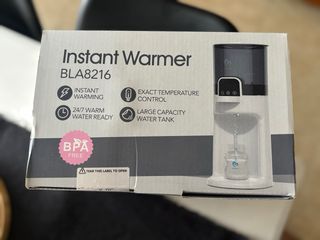 Instant Warmer
BLA8216
INSTANT
WARMING
EXACT TEMPERATURE
CONTROL
24/7 WARM
WATER READY
LARGE CAPACITY
WATER TANK
BPA
FREE
TEAR THIS LABEL TO OPEN